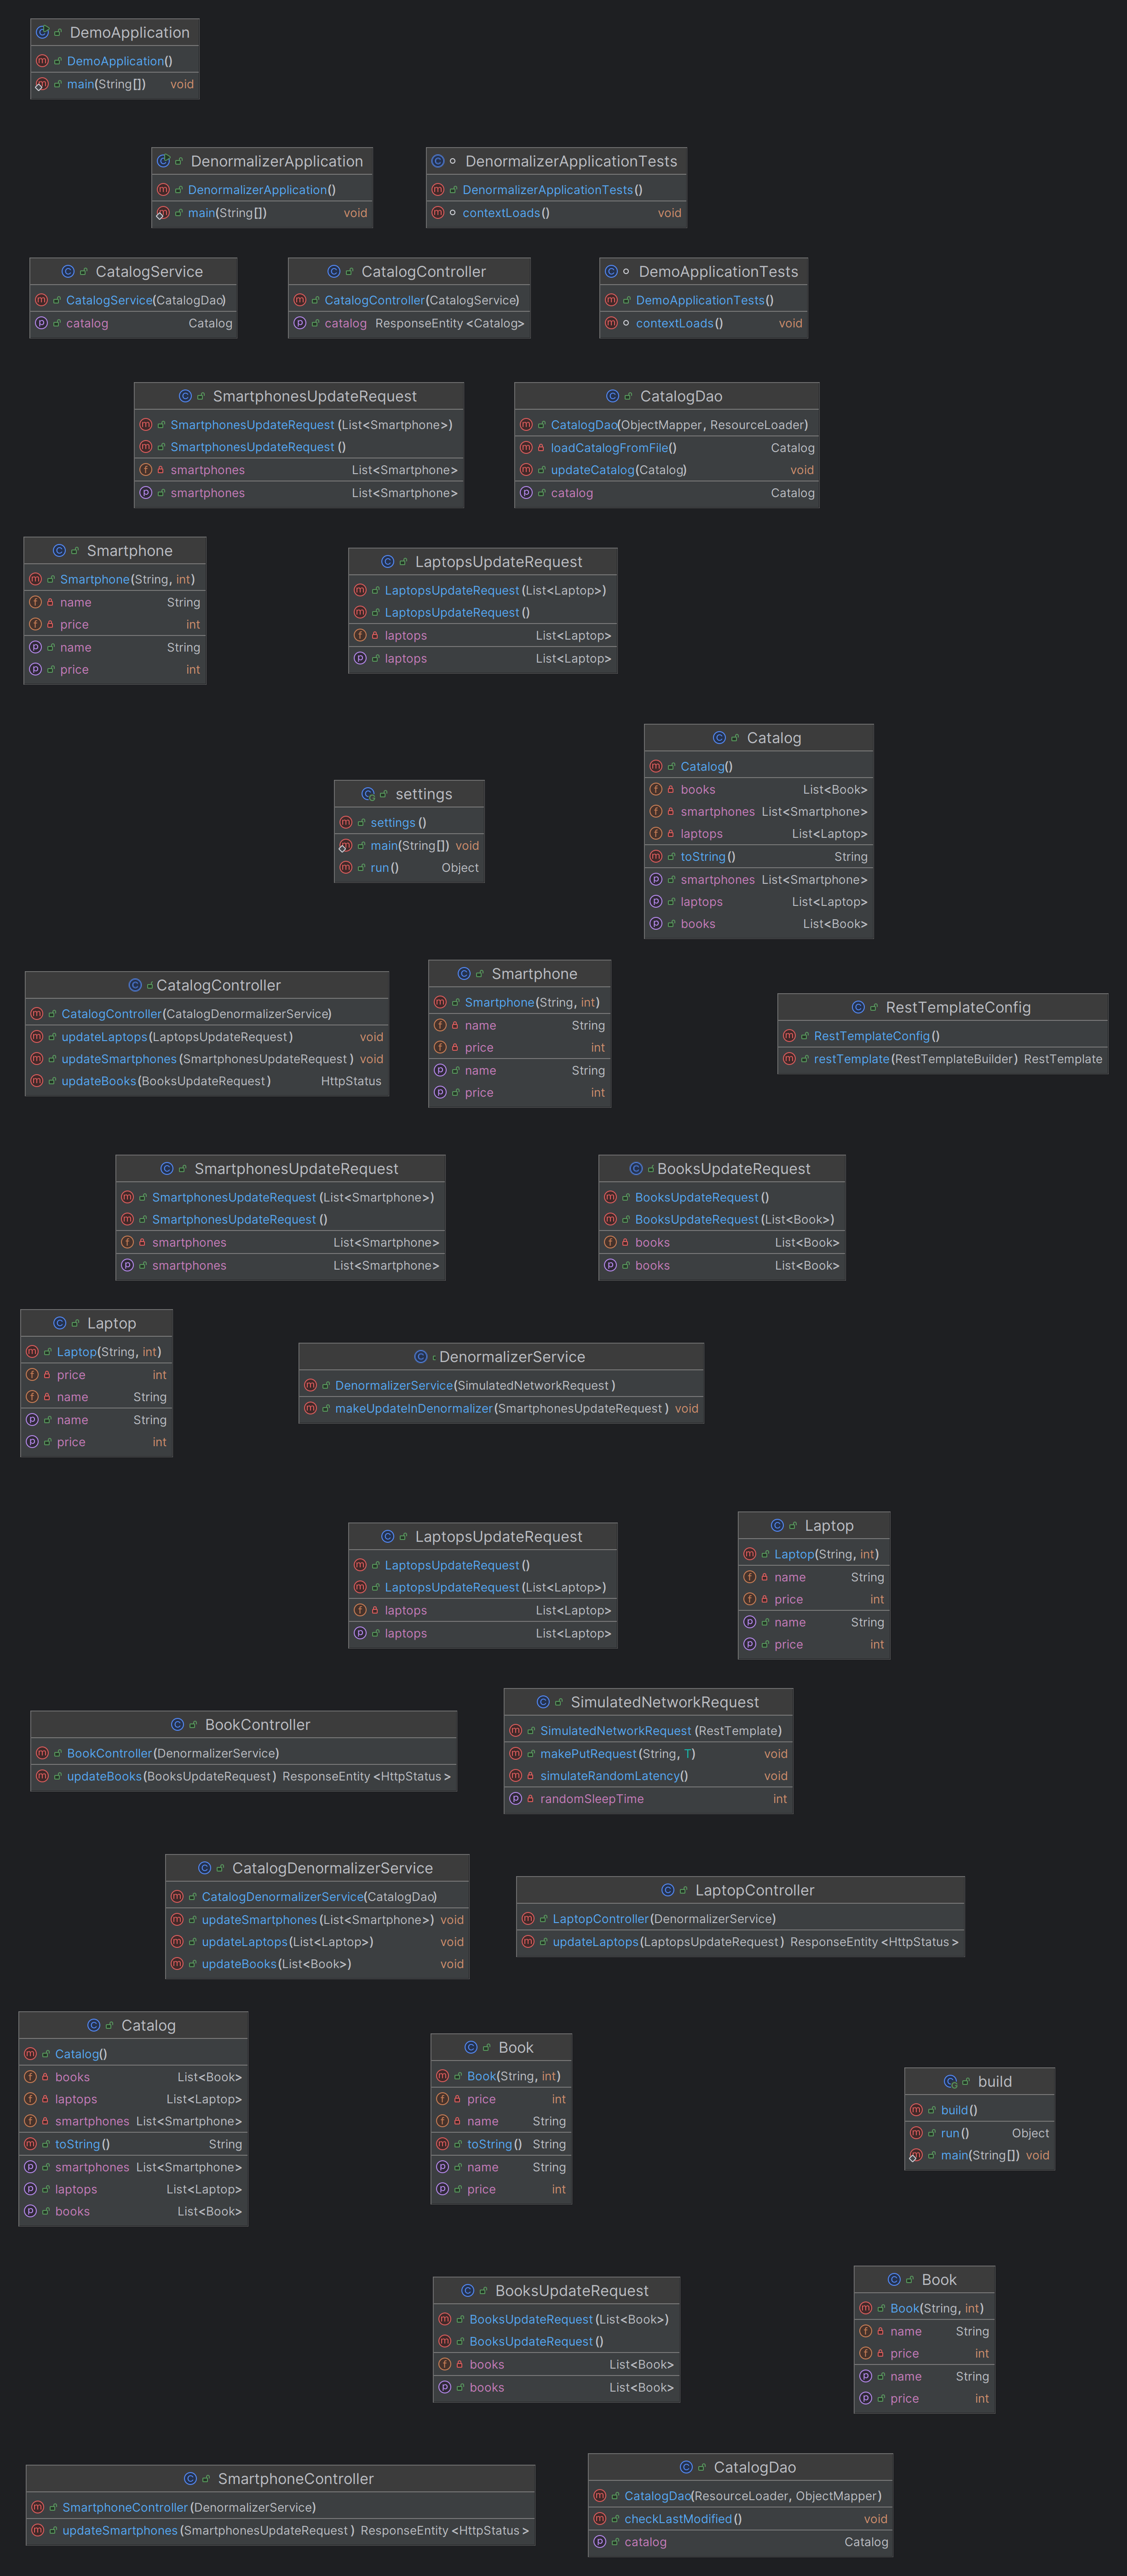 DemoApplication
DemoApplication()
main(String[]) void
DenormalizerApplication
DenormalizerApplication()
main(String[]) void
DenormalizerApplicationTests
DenormalizerApplicationTests()
contextLoads() void
CatalogService
CatalogService(CatalogDao)
catalog Catalog
CatalogController
CatalogController(CatalogService)
catalog ResponseEntity<Catalog>
DemoApplicationTests
DemoApplicationTests()
contextLoads() void
SmartphonesUpdateRequest
SmartphonesUpdateRequest(List<Smartphone>)
SmartphonesUpdateRequest()
smartphones List<Smartphone>
smartphones List<Smartphone>
CatalogDao
CatalogDao(ObjectMapper, ResourceLoader)
loadCatalogFromFile() Catalog
updateCatalog(Catalog) void
catalog Catalog
Smartphone
Smartphone(String, int)
name String
price int
name String
price int
LaptopsUpdateRequest
LaptopsUpdateRequest(List<Laptop>)
LaptopsUpdateRequest()
laptops List<Laptop>
laptops List<Laptop>
Catalog
Catalog()
books List<Book>
smartphones List<Smartphone>
laptops List<Laptop>
toString() String
smartphones List<Smartphone>
laptops List<Laptop>
books List<Book>
settings
settings()
main(String[]) void
run() Object
CatalogController
CatalogController(CatalogDenormalizerService)
updateLaptops(LaptopsUpdateRequest) void
updateSmartphones(SmartphonesUpdateRequest) void
updateBooks(BooksUpdateRequest) HttpStatus
Smartphone
Smartphone(String, int)
name String
price int
name String
price int
RestTemplateConfig
RestTemplateConfig()
restTemplate(RestTemplateBuilder) RestTemplate
SmartphonesUpdateRequest
SmartphonesUpdateRequest(List<Smartphone>)
SmartphonesUpdateRequest()
smartphones List<Smartphone>
smartphones List<Smartphone>
BooksUpdateRequest
BooksUpdateRequest()
BooksUpdateRequest(List<Book>)
books List<Book>
books List<Book>
Laptop
Laptop(String, int)
price int
name String
name String
price int
DenormalizerService
DenormalizerService(SimulatedNetworkRequest)
makeUpdateInDenormalizer(SmartphonesUpdateRequest) void
LaptopsUpdateRequest
LaptopsUpdateRequest()
LaptopsUpdateRequest(List<Laptop>)
laptops List<Laptop>
laptops List<Laptop>
Laptop
Laptop(String, int)
name String
price int
name String
price int
BookController
BookController(DenormalizerService)
updateBooks(BooksUpdateRequest) ResponseEntity<HttpStatus>
SimulatedNetworkRequest
SimulatedNetworkRequest(RestTemplate)
makePutRequest(String, T) void
simulateRandomLatency() void
randomSleepTime int
CatalogDenormalizerService
CatalogDenormalizerService(CatalogDao)
updateSmartphones(List<Smartphone>) void
updateLaptops(List<Laptop>) void
updateBooks(List<Book>) void
LaptopController
LaptopController(DenormalizerService)
updateLaptops(LaptopsUpdateRequest) ResponseEntity<HttpStatus>
Catalog
Catalog()
books List<Book>
laptops List<Laptop>
smartphones List<Smartphone>
toString() String
smartphones List<Smartphone>
laptops List<Laptop>
books List<Book>
Book
Book(String, int)
price int
name String
toString() String
name String
price int
build
build()
run() Object
main(String[]) void
BooksUpdateRequest
BooksUpdateRequest(List<Book>)
BooksUpdateRequest()
books List<Book>
books List<Book>
Book
Book(String, int)
name String
price int
name String
price int
SmartphoneController
SmartphoneController(DenormalizerService)
updateSmartphones(SmartphonesUpdateRequest) ResponseEntity<HttpStatus>
CatalogDao
CatalogDao(ResourceLoader, ObjectMapper)
checkLastModified() void
catalog Catalog